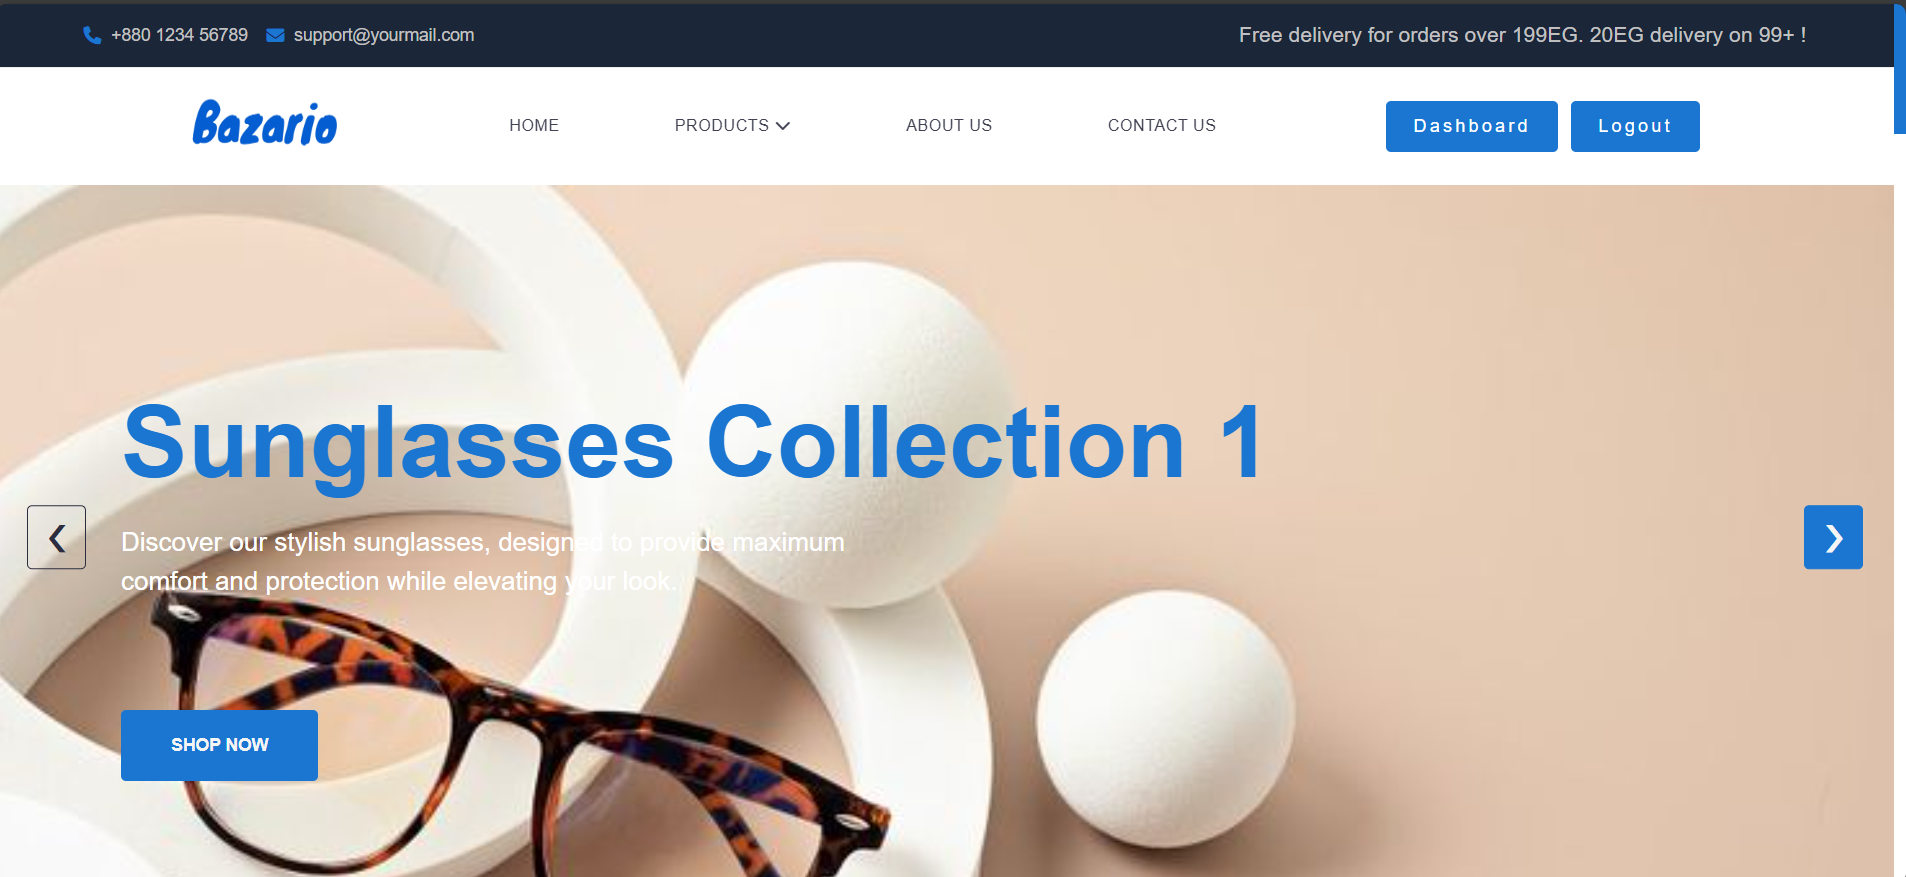 +880 1234 56789 support@yourmail.com Free delivery for orders over 199EG. 20EG delivery on 99+ !
Bazario HOME PRODUCTS ABOUT US CONTACT US Dashboard Logout
Sunglasses Collection 1
Discover our stylish sunglasses, designed to provide maximum
comfort and protection while elevating your look.
SHOP NOW